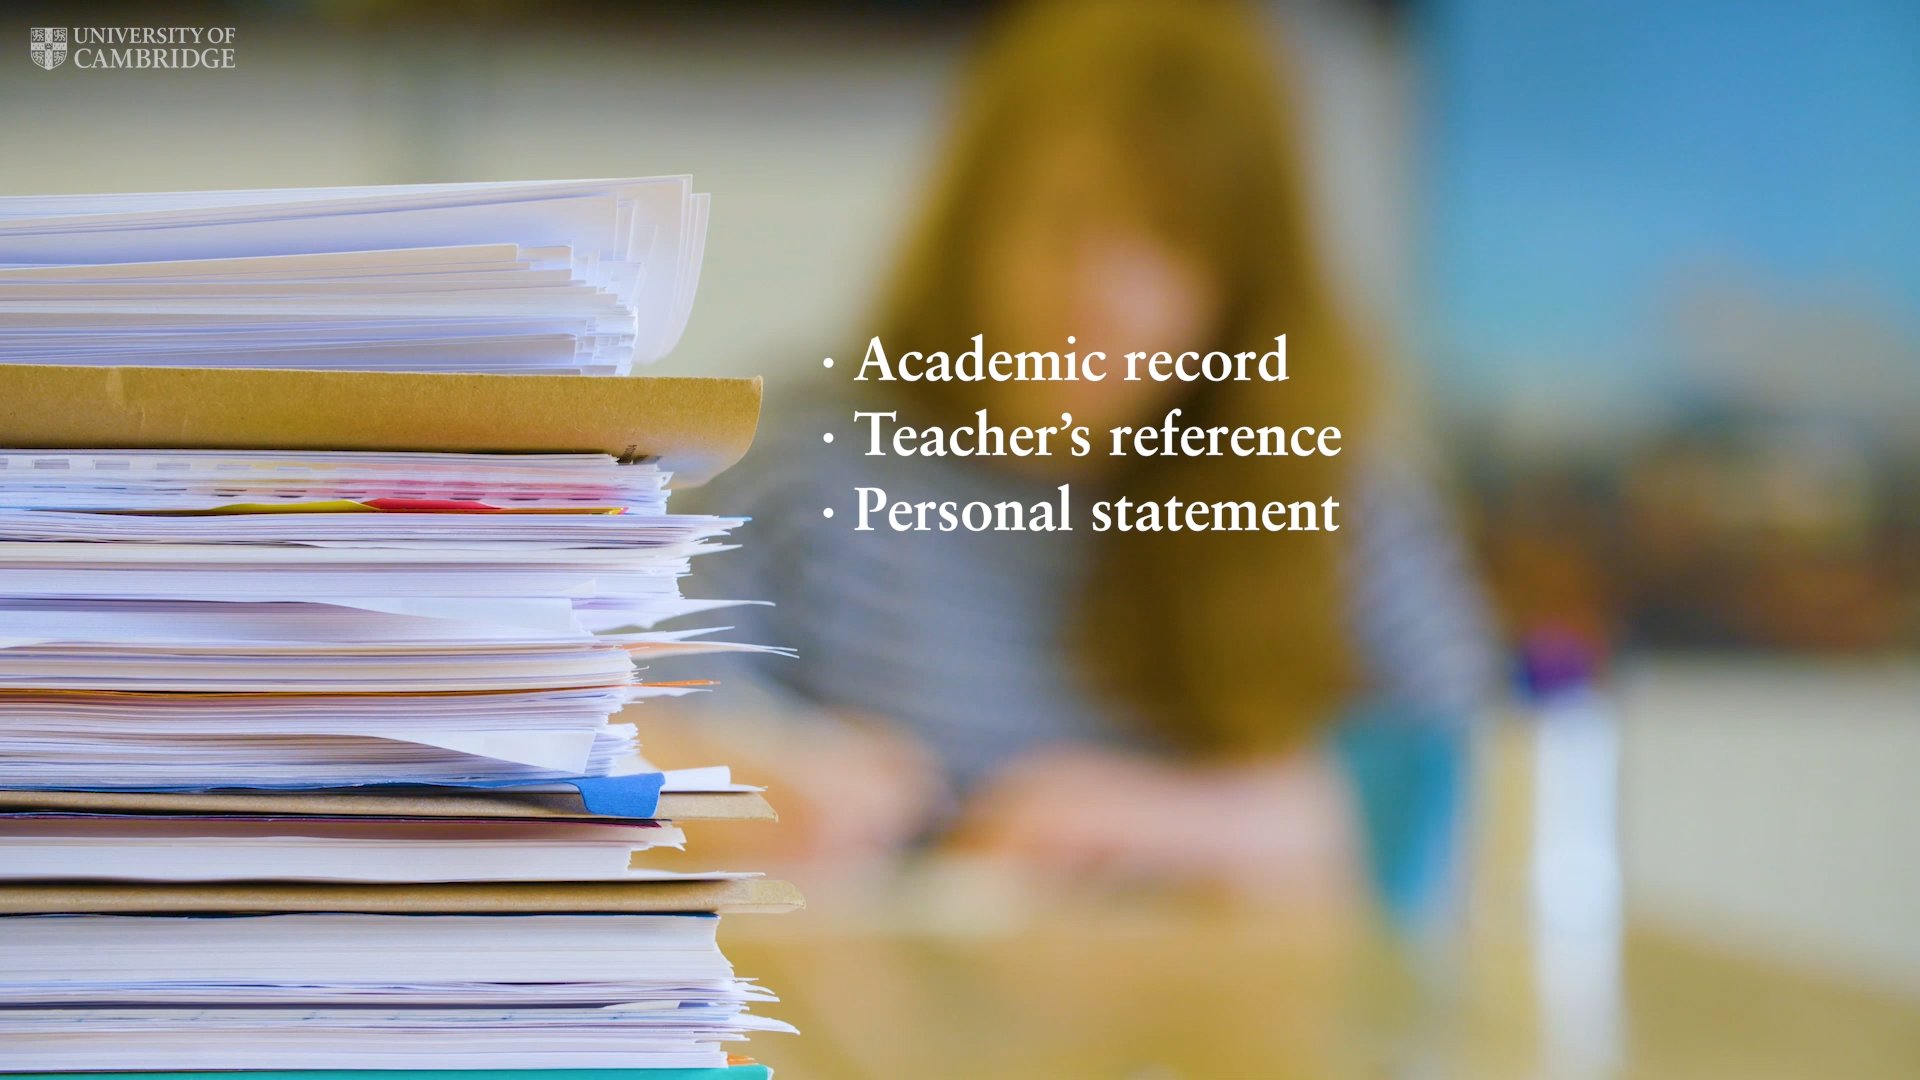 UNIVERSITY OF
CAMBRIDGE
· Academic record
· Teacher’s reference
· Personal statement